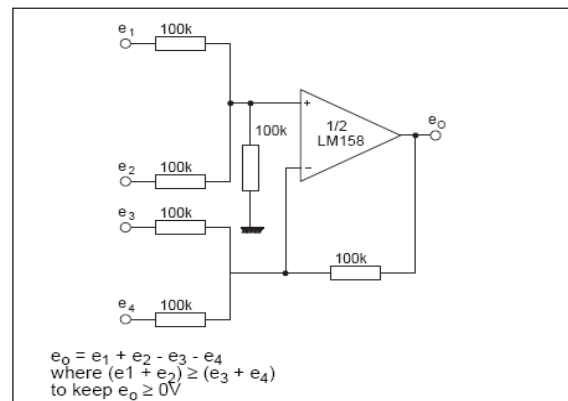 e1
100k
100k
1/2
LM158
eO
e2
100k
e3
100k
100k
e4
100k
eo = e1 + e2 - e3 - e4
where (e1 + e2) ≥ (e3 + e4)
to keep eo ≥ 0V
+
−